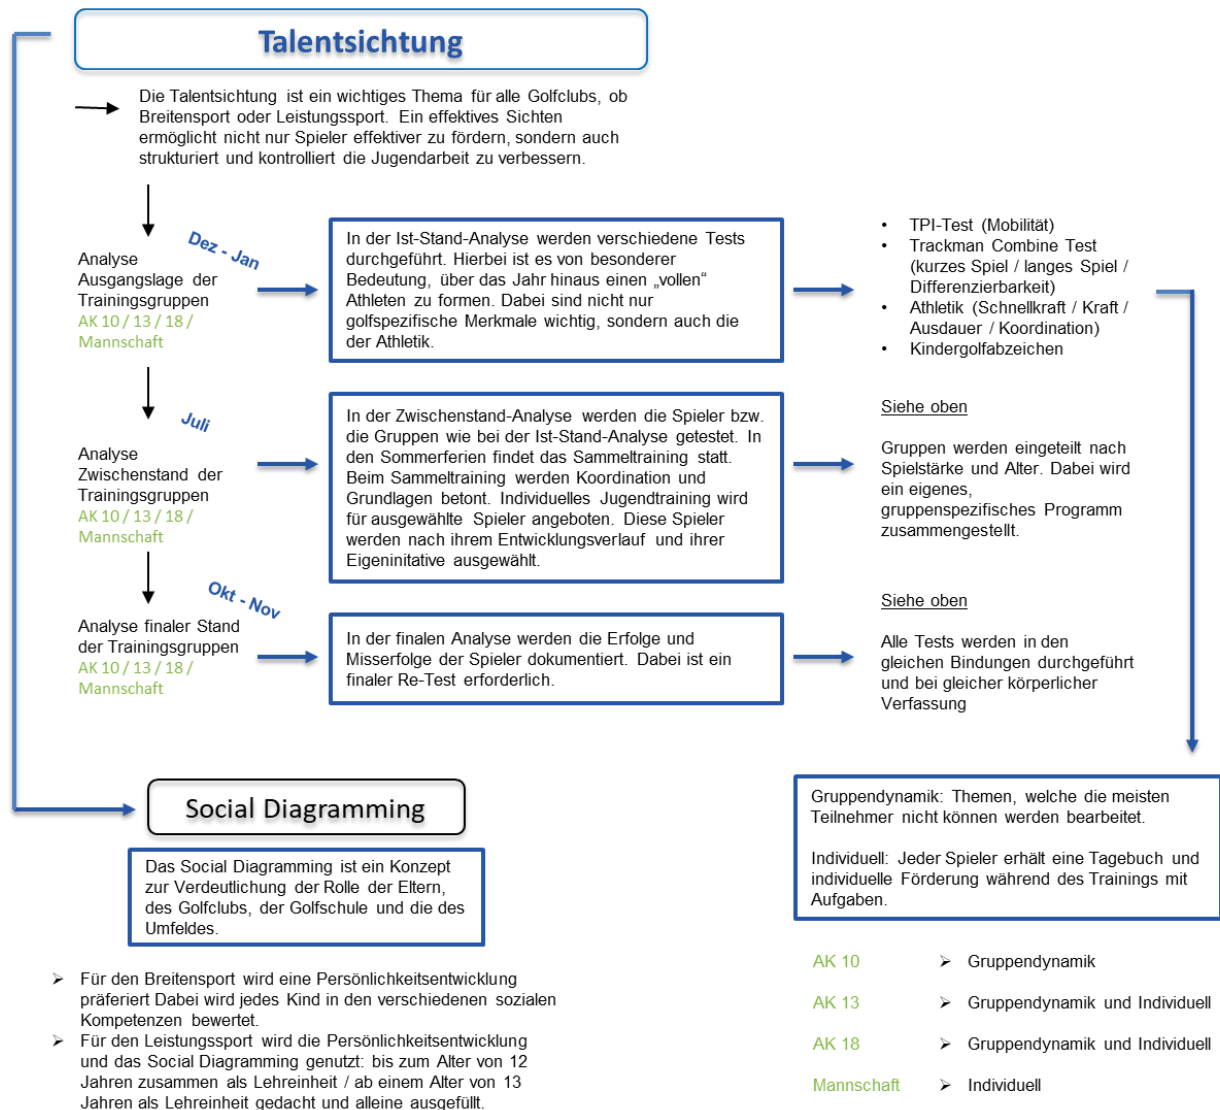 Talentsichtung
Die Talentsichtung ist ein wichtiges Thema für alle Golfclubs, ob
Breitensport oder Leistungssport. Ein effektives Sichten
ermöglicht nicht nur Spieler effektiver zu fördern, sondern auch
strukturiert und kontrolliert die Jugendarbeit zu verbessern.
Dez - Jan
Analyse
Ausgangslage der
Trainingsgruppen
AK 10 / 13 / 18 /
Mannschaft
In der Ist-Stand-Analyse werden verschiedene Tests
durchgeführt. Hierbei ist es von besonderer
Bedeutung, über das Jahr hinaus einen „vollen“
Athleten zu formen. Dabei sind nicht nur
golfspezifische Merkmale wichtig, sondern auch die
der Athletik.
• TPI-Test (Mobilität)
• Trackman Combine Test
(kurzes Spiel / langes Spiel /
Differenzierbarkeit)
• Athletik (Schnellkraft / Kraft /
Ausdauer / Koordination)
• Kindergolfabzeichen
Juli
Analyse
Zwischenstand der
Trainingsgruppen
AK 10 / 13 / 18 /
Mannschaft
In der Zwischenstand-Analyse werden die Spieler bzw.
die Gruppen wie bei der Ist-Stand-Analyse getestet. In
den Sommerferien findet das Sammeltraining statt.
Beim Sammeltraining werden Koordination und
Grundlagen betont. Individuelles Jugendtraining wird
für ausgewählte Spieler angeboten. Diese Spieler
werden nach ihrem Entwicklungsverlauf und ihrer
Eigeninitative ausgewählt.
Siehe oben
Gruppen werden eingeteilt nach
Spielstärke und Alter. Dabei wird
ein eigenes,
gruppenspezifisches Programm
zusammengestellt.
Okt - Nov
Analyse finaler Stand
der Trainingsgruppen
AK 10 / 13 / 18 /
Mannschaft
In der finalen Analyse werden die Erfolge und
Misserfolge der Spieler dokumentiert. Dabei ist ein
finaler Re-Test erforderlich.
Siehe oben
Alle Tests werden in den
gleichen Bindungen durchgeführt
und bei gleicher körperlicher
Verfassung
Social Diagramming
Das Social Diagramming ist ein Konzept
zur Verdeutlichung der Rolle der Eltern,
des Golfclubs, der Golfschule und die des
Umfeldes.
➢ Für den Breitensport wird eine Persönlichkeitsentwicklung
präferiert Dabei wird jedes Kind in den verschiedenen sozialen
Kompetenzen bewertet.
➢ Für den Leistungssport wird die Persönlichkeitsentwicklung
und das Social Diagramming genutzt: bis zum Alter von 12
Jahren zusammen als Lehreinheit / ab einem Alter von 13
Jahren als Lehreinheit gedacht und alleine ausgefüllt.
Gruppendynamik: Themen, welche die meisten
Teilnehmer nicht können werden bearbeitet.
Individuell: Jeder Spieler erhält eine Tagebuch und
individuelle Förderung während des Trainings mit
Aufgaben.
AK 10 ➢ Gruppendynamik
AK 13 ➢ Gruppendynamik und Individuell
AK 18 ➢ Gruppendynamik und Individuell
Mannschaft ➢ Individuell